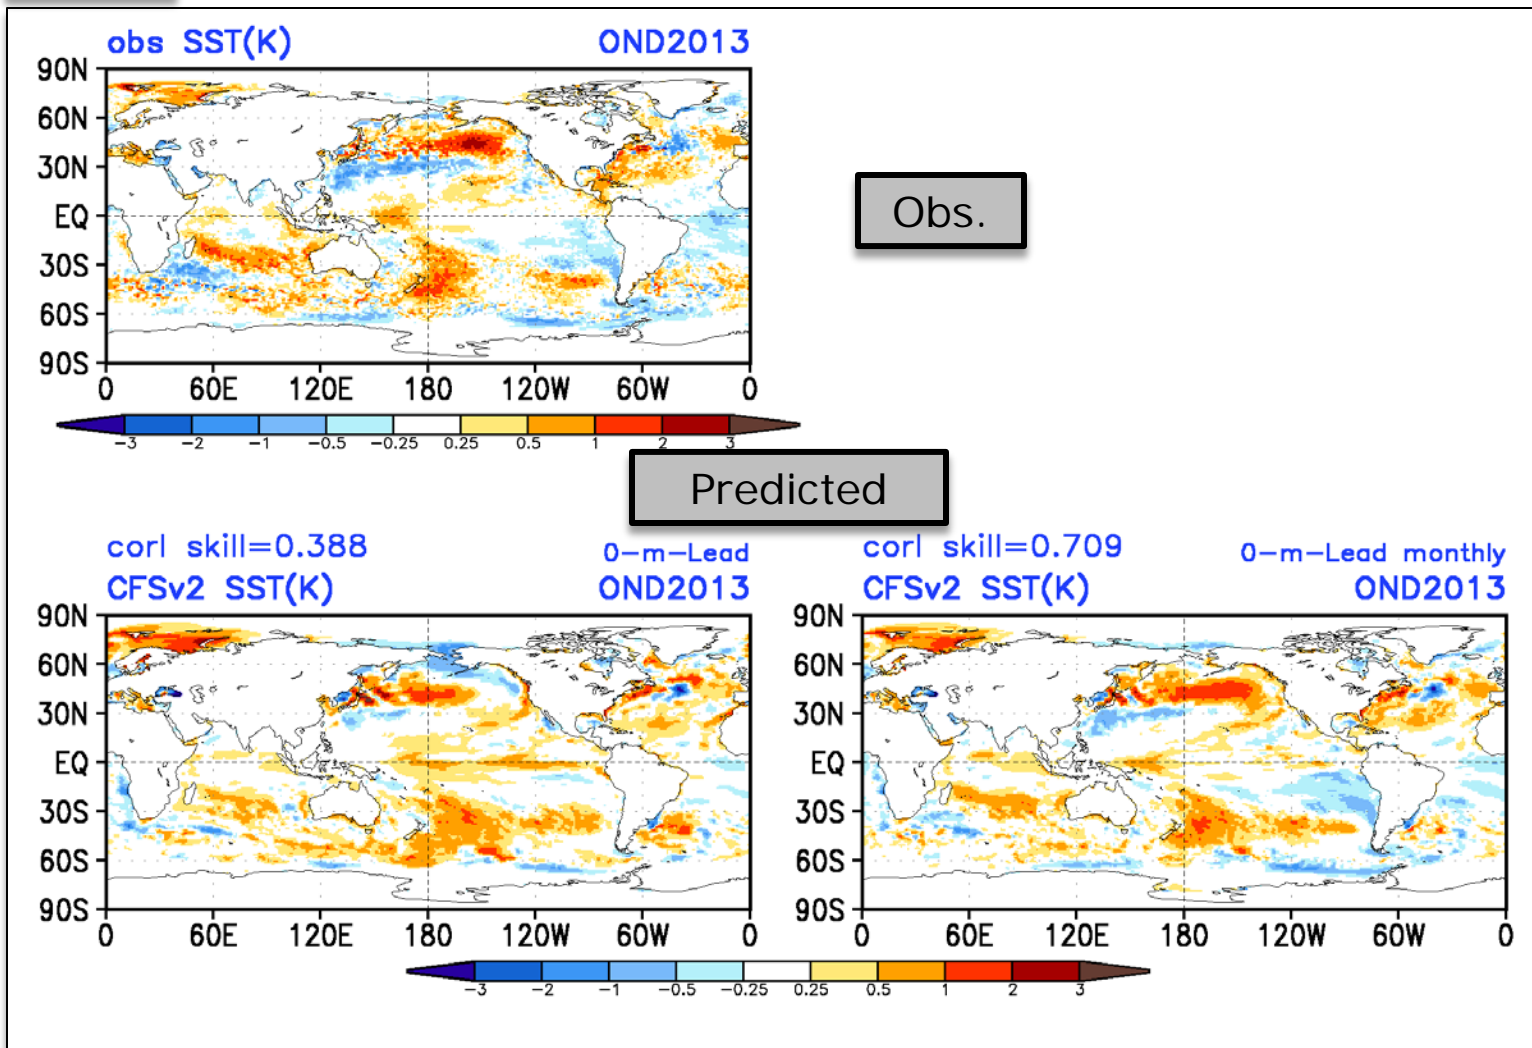 obs SST(K) OND2013
90N
60N
30N
EQ
30S
60S
90S
0 60E 120E 180 120W 60W 0
-3 -2 -1 -0.5 -0.25 0.25 0.5 1 2 3
Obs.
Predicted
corl skill=0.388 0-m-Lead
CFSv2 SST(K) OND2013
90N
60N
30N
EQ
30S
60S
90S
0 60E 120E 180 120W 60W 0
corl skill=0.709 0-m-Lead monthly
CFSv2 SST(K) OND2013
90N
60N
30N
EQ
30S
60S
90S
0 60E 120E 180 120W 60W 0
-3 -2 -1 -0.5 -0.25 0.25 0.5 1 2 3